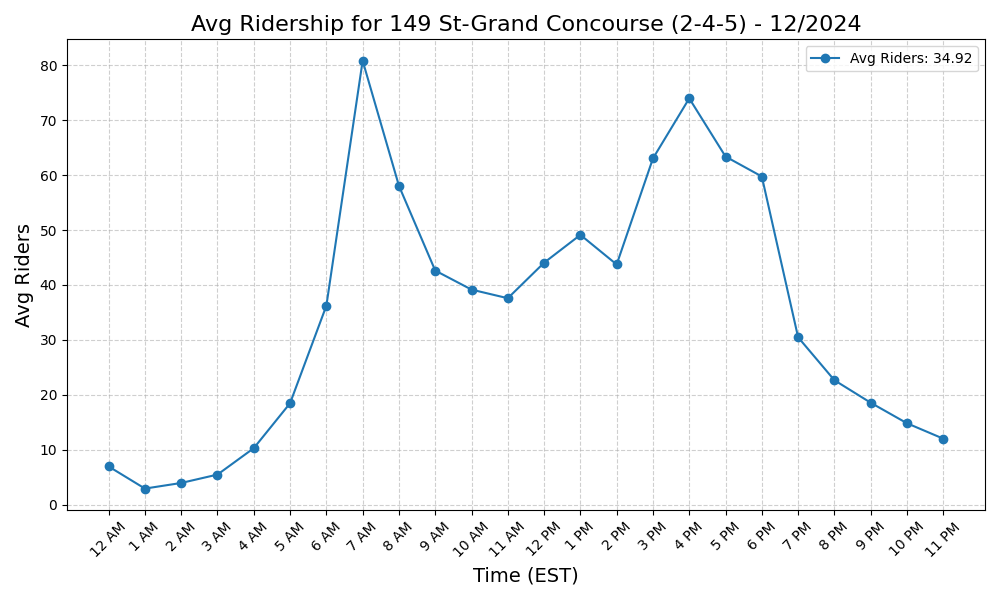 Avg Ridership for 149 St-Grand Concourse (2-4-5) - 12/2024
Avg Riders: 34.92
Avg Riders
80
70
60
50
40
30
20
10
0
12 AM
1 AM
2 AM
3 AM
4 AM
5 AM
6 AM
7 AM
8 AM
9 AM
10 AM
11 AM
12 PM
1 PM
2 PM
3 PM
4 PM
5 PM
6 PM
7 PM
8 PM
9 PM
10 PM
11 PM
Time (EST)